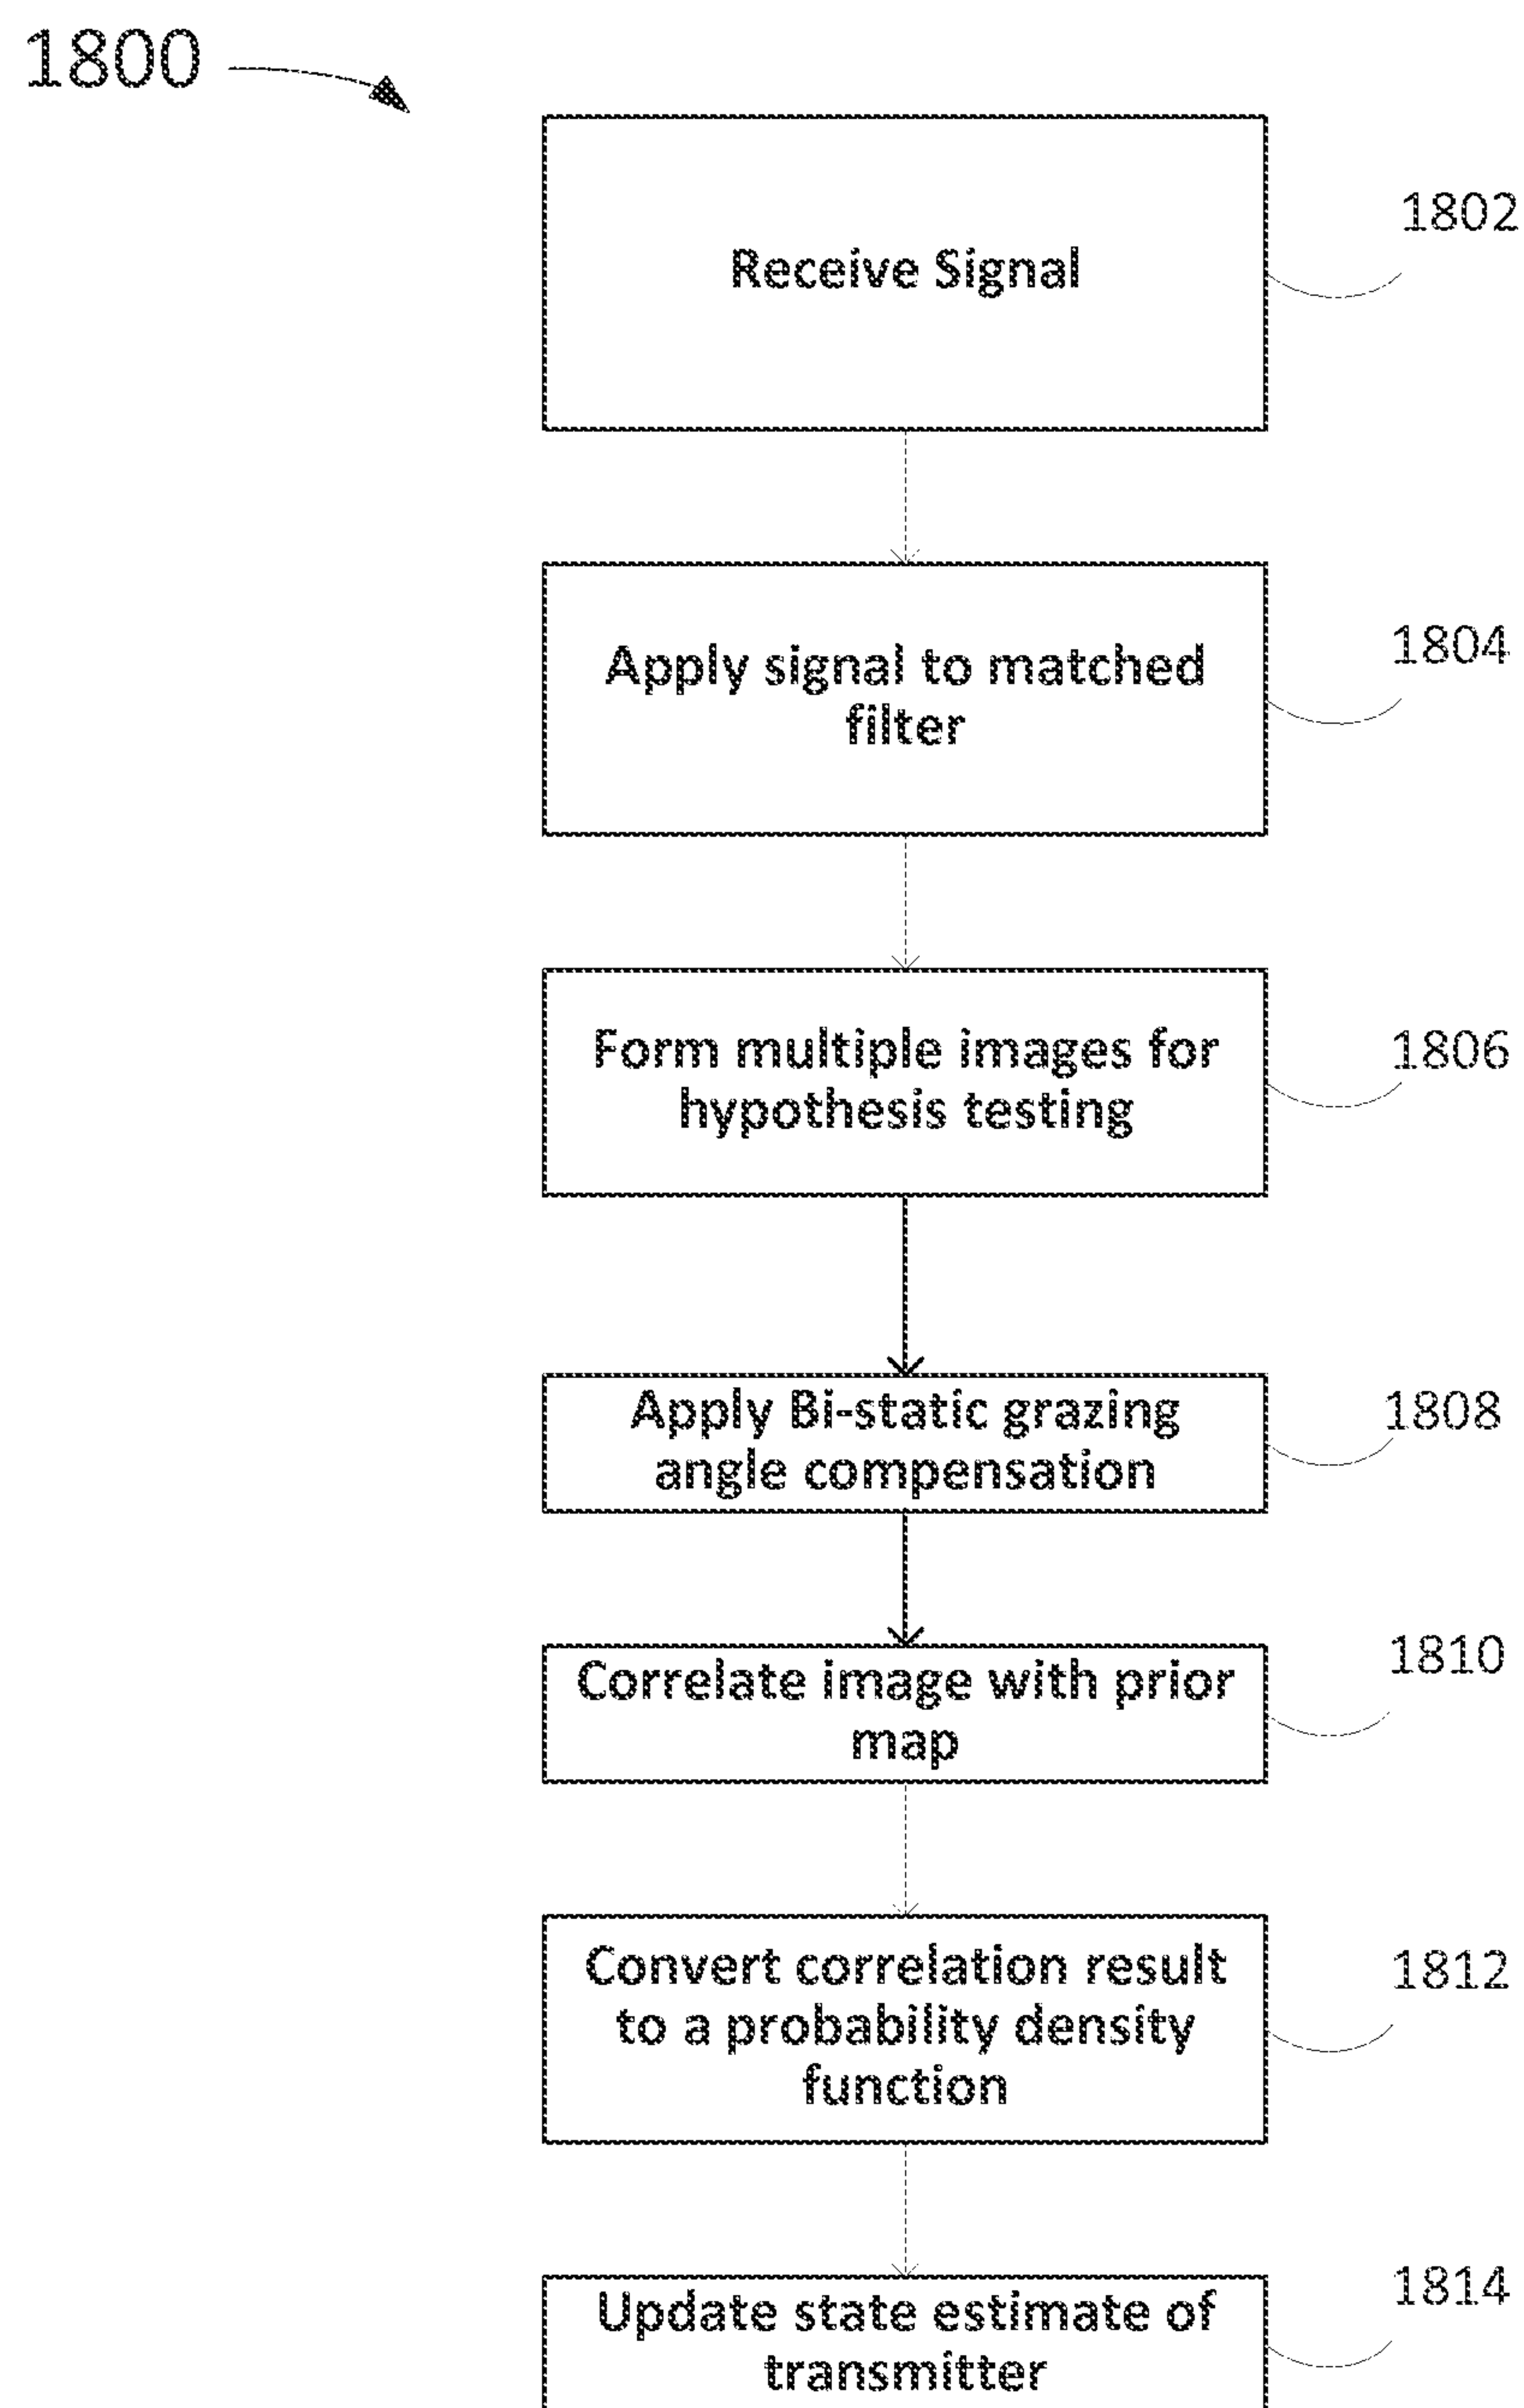 1800
Receive Signal
1802
Apply signal to matched
filter
1804
Form multiple images for
hypothesis testing
1806
Apply Bi-static grazing
angle compensation
1808
Correlate image with prior
map
1810
Convert correlation result
to a probability density
function
1812
Update state estimate of
transmitter
1814